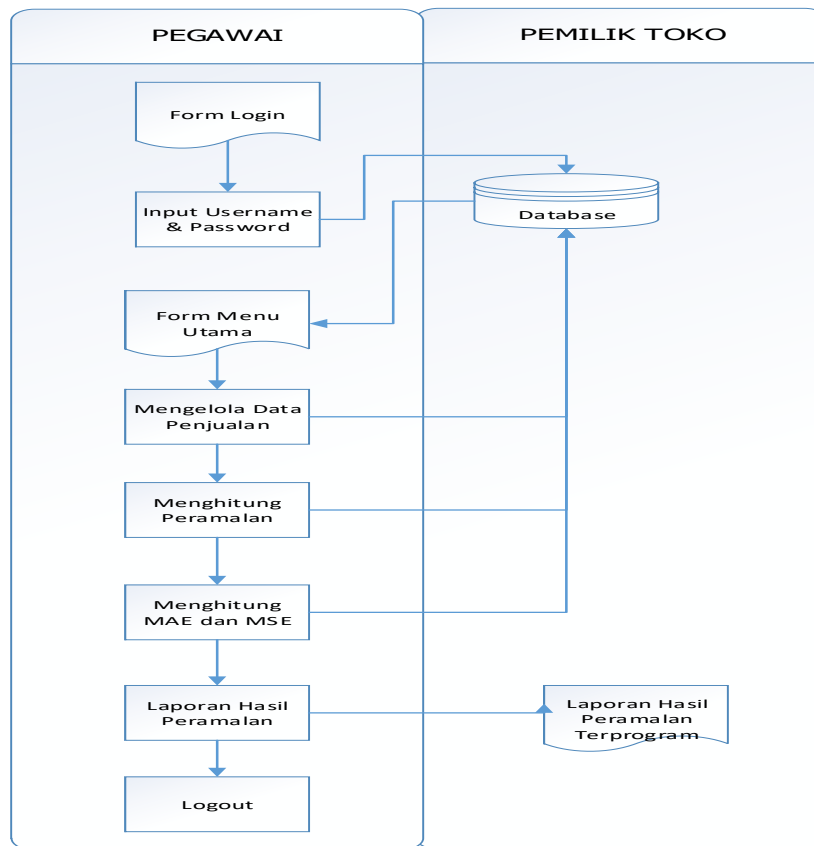 PEGAWAI
PEMILIK TOKO
Form Login
Input Username
& Password
Database
Form Menu
Utama
Mengelola Data
Penjualan
Menghitung
Peramalan
Menghitung
MAE dan MSE
Laporan Hasil
Peramalan
Laporan Hasil
Peramalan
Terprogram
Logout